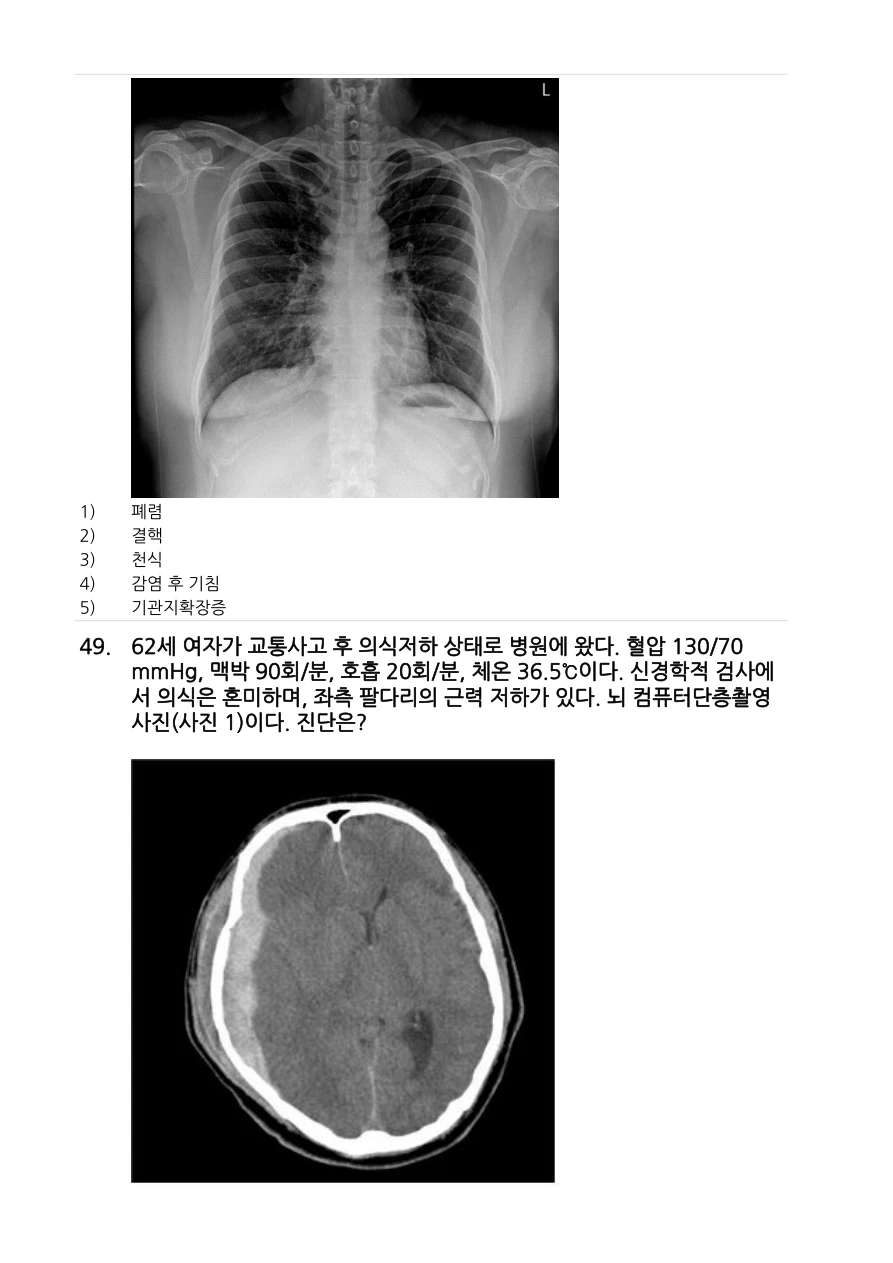 L
1) 폐렴
2) 결핵
3) 천식
4) 감염 후 기침
5) 기관지확장증
49. 62세 여자가 교통사고 후 의식저하 상태로 병원에 왔다. 혈압 130/70
mmHg, 맥박 90회/분, 호흡 20회/분, 체온 36.5℃이다. 신경학적 검사에
서 의식은 혼미하며, 좌측 팔다리의 근력 저하가 있다. 뇌 컴퓨터단층촬영
사진(사진 1)이다. 진단은?